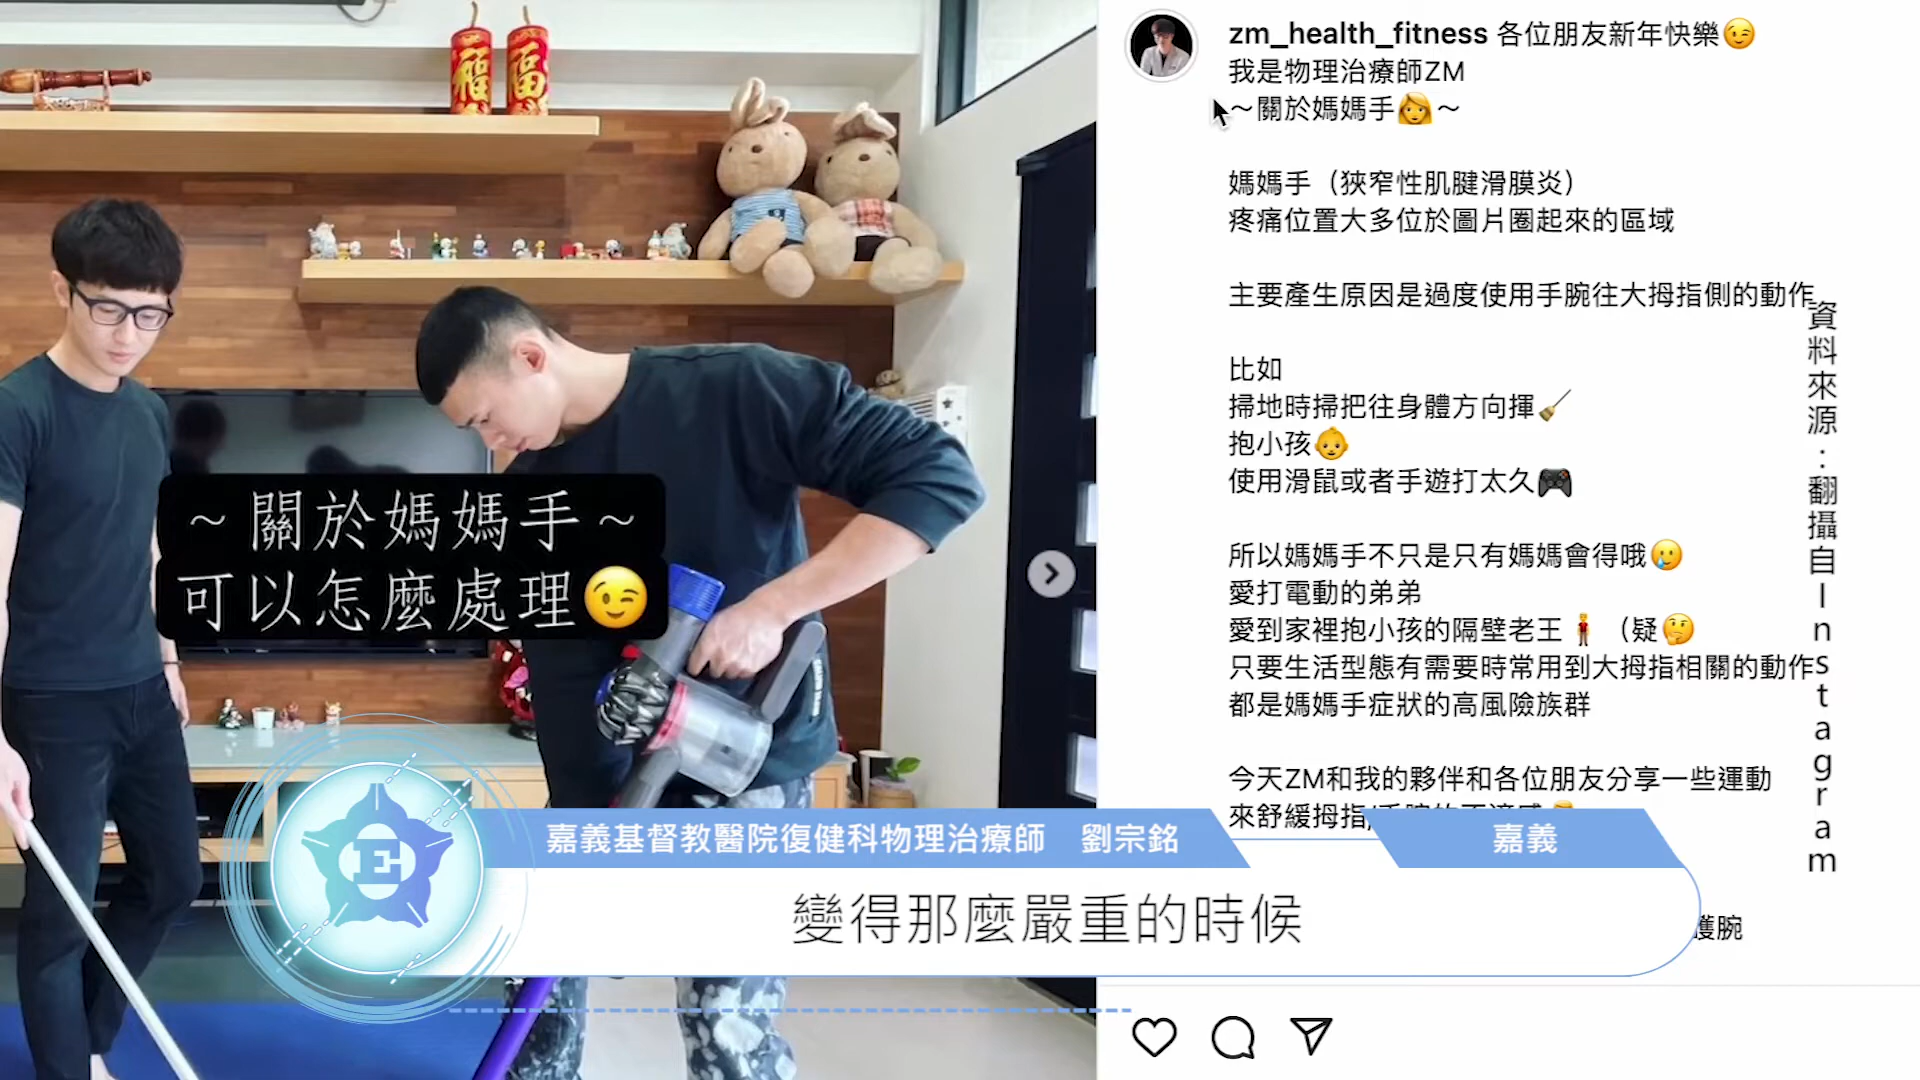 福
福
～關於媽媽手～
可以怎麼處理😉
zm_health_fitness 各位朋友新年快樂😉
我是物理治療師ZM
～關於媽媽手👩～
媽媽手（狹窄性肌腱滑膜炎）
疼痛位置大多位於圖片圈起來的區域
主要產生原因是過度使用手腕往大拇指側的動作
比如
掃地時掃把往身體方向揮🧹
抱小孩👶
使用滑鼠或者手遊打太久🎮
所以媽媽手不只是只有媽媽會得哦🥲
愛打電動的弟弟
愛到家裡抱小孩的隔壁老王🧍（疑🤔
只要生活型態有需要時常用到大拇指相關的動作
都是媽媽手症狀的高風險族群
今天ZM和我的夥伴和各位朋友分享一些運動
來舒緩拇指
護腕
資料來源：翻攝自Instagram
E
嘉義基督教醫院復健科物理治療師 劉宗銘
嘉義
變得那麼嚴重的時候